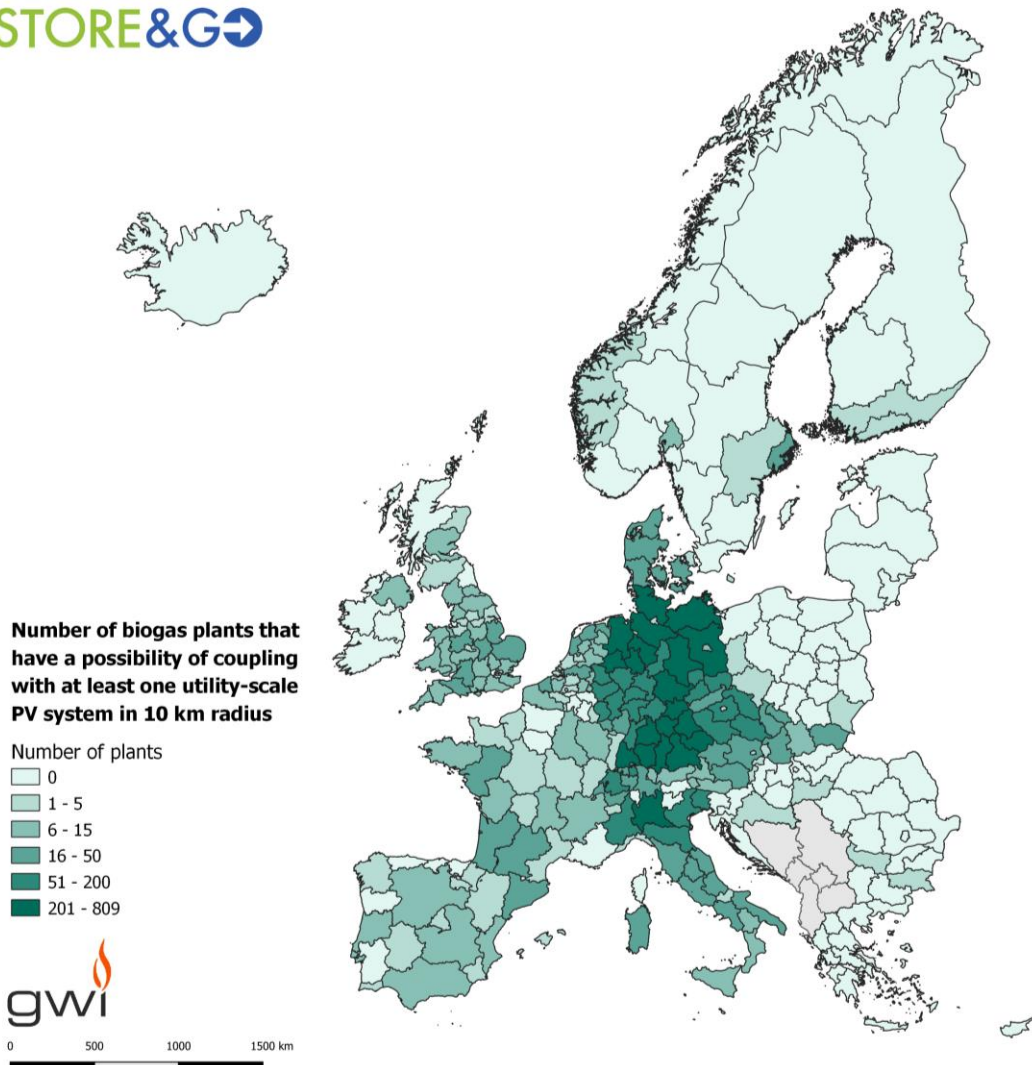 STORE&GO
Number of biogas plants that
have a possibility of coupling
with at least one utility-scale
PV system in 10 km radius
Number of plants
0
1 - 5
6 - 15
16 - 50
51 - 200
201 - 809
gwi
0 500 1000 1500 km